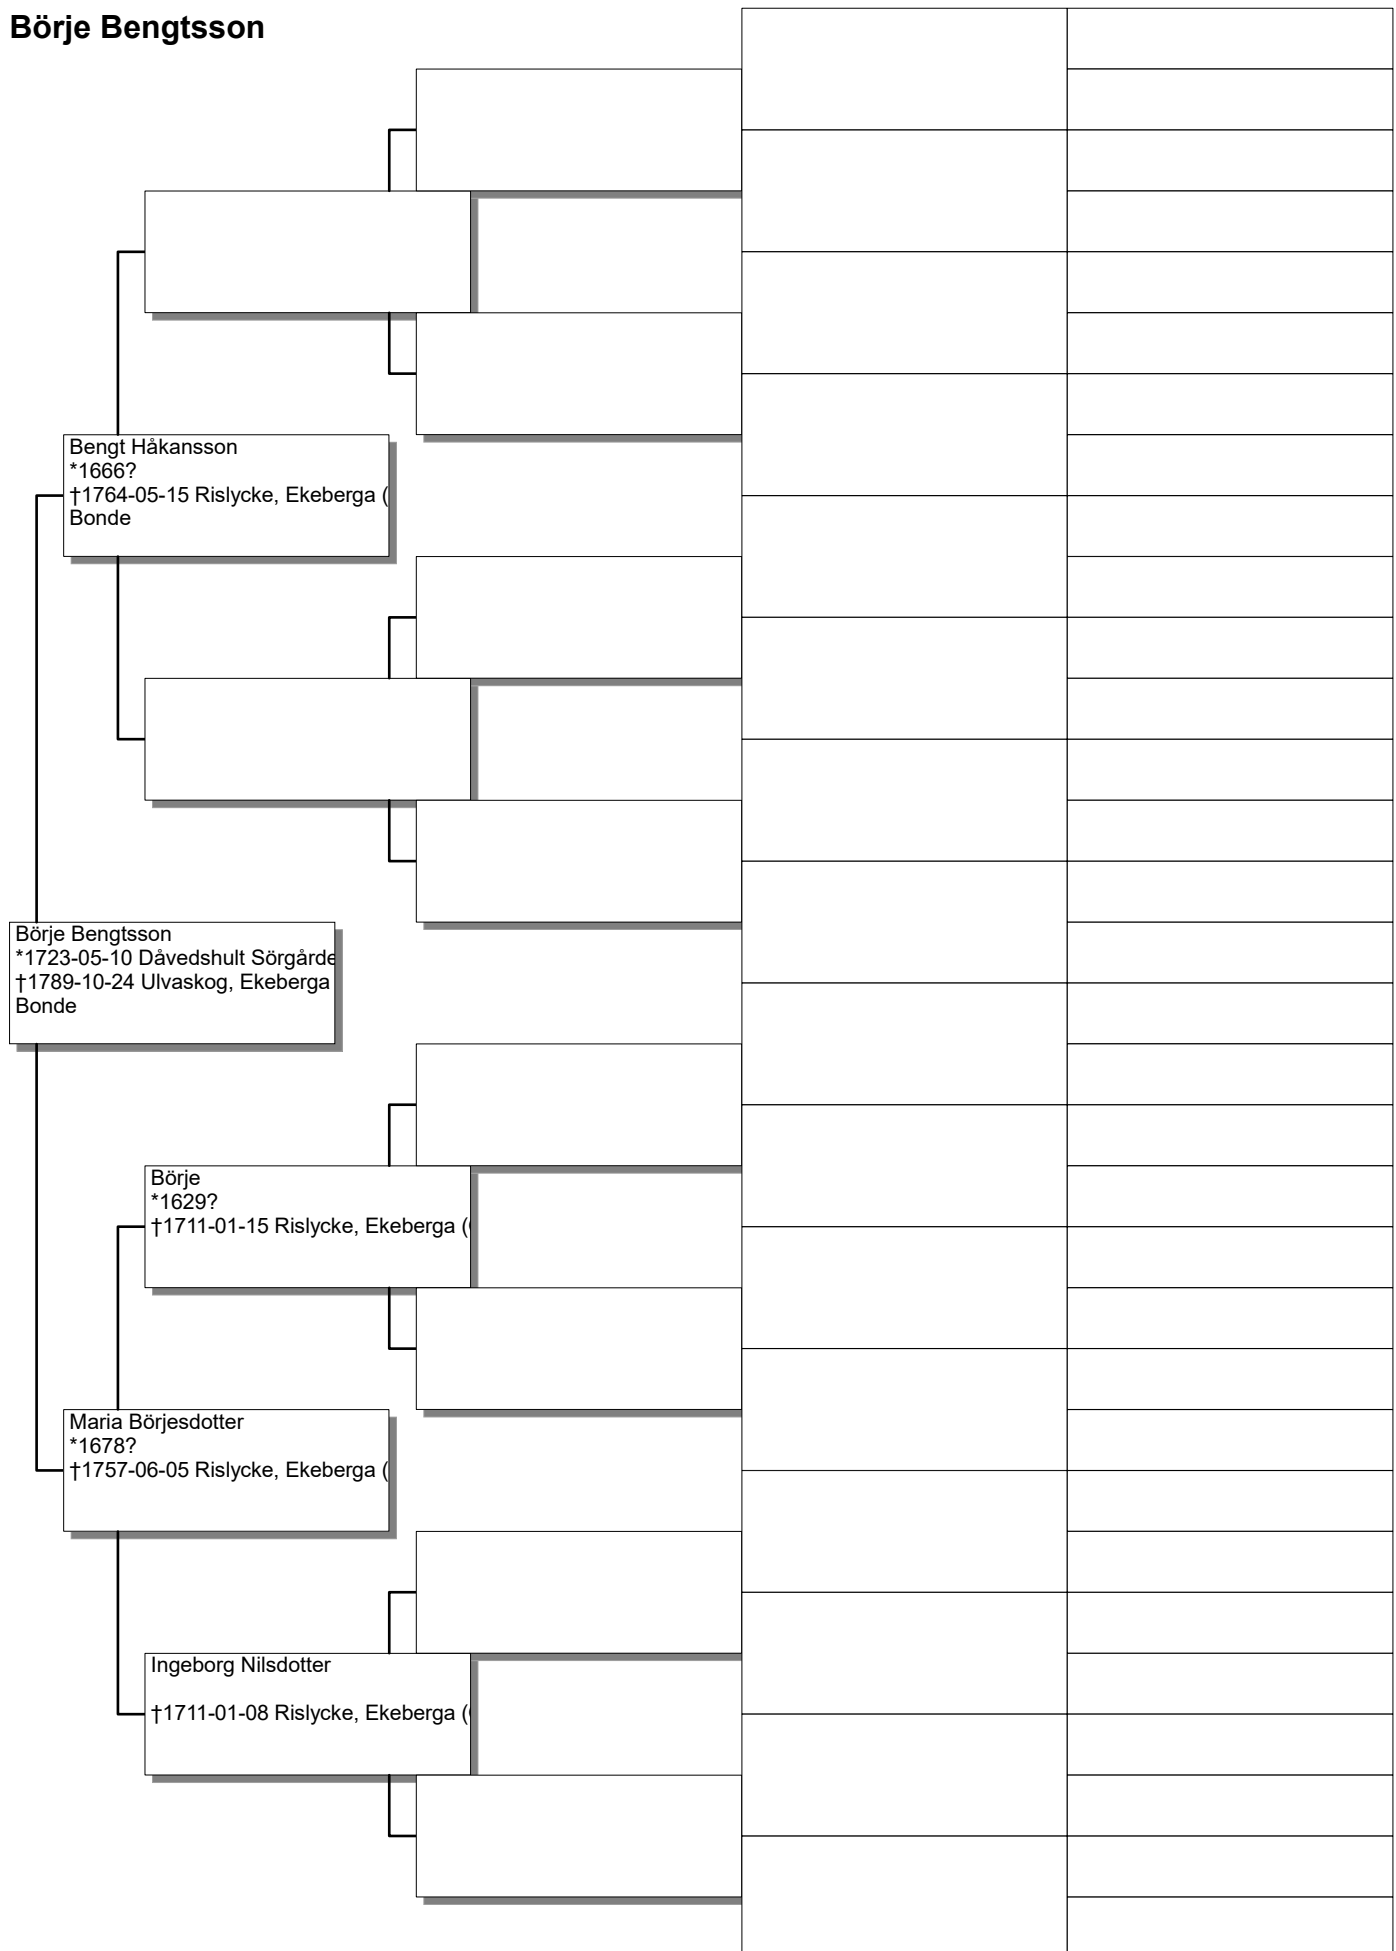 Börje Bengtsson
Bengt Håkansson
*1666?
†1764-05-15 Rislycke, Ekeberga (
Bonde
Börje Bengtsson
*1723-05-10 Dåvedshult Sörgårde
†1789-10-24 Ulvaskog, Ekeberga
Bonde
Börje
*1629?
†1711-01-15 Rislycke, Ekeberga (
Maria Börjesdotter
*1678?
†1757-06-05 Rislycke, Ekeberga (
Ingeborg Nilsdotter
†1711-01-08 Rislycke, Ekeberga (